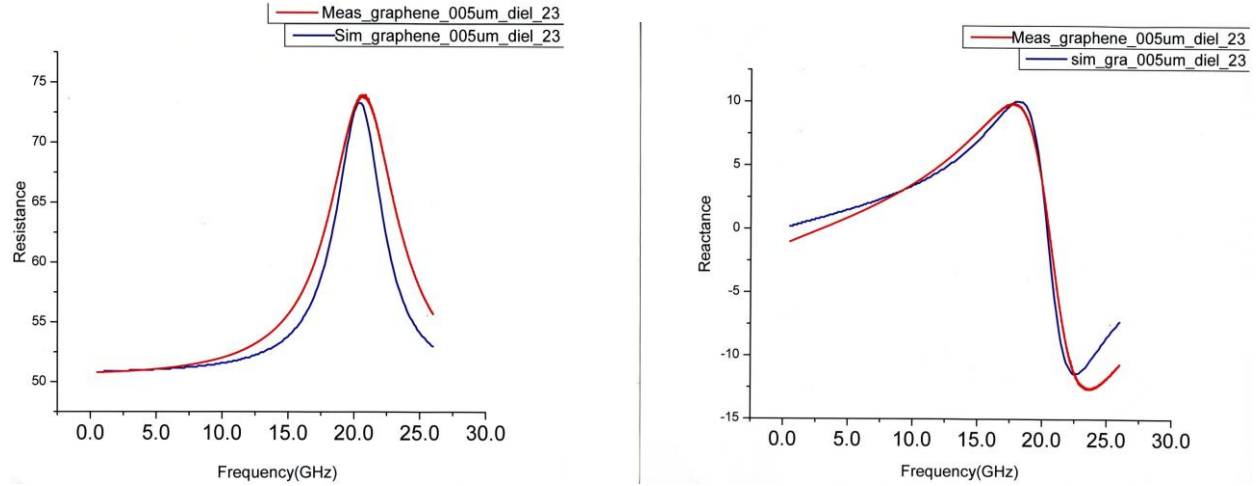 Meas_graphene_005um_diel_23
Sim_graphene_005um_diel_23
75
70
65
60
55
50
Resistance
0.0 5.0 10.0 15.0 20.0 25.0 30.0
Frequency(GHz)
Meas_graphene_005um_diel_23
sim_gra_005um_diel_23
10
5
0
-5
-10
-15
Reactance
0.0 5.0 10.0 15.0 20.0 25.0 30.0
Frequency(GHz)